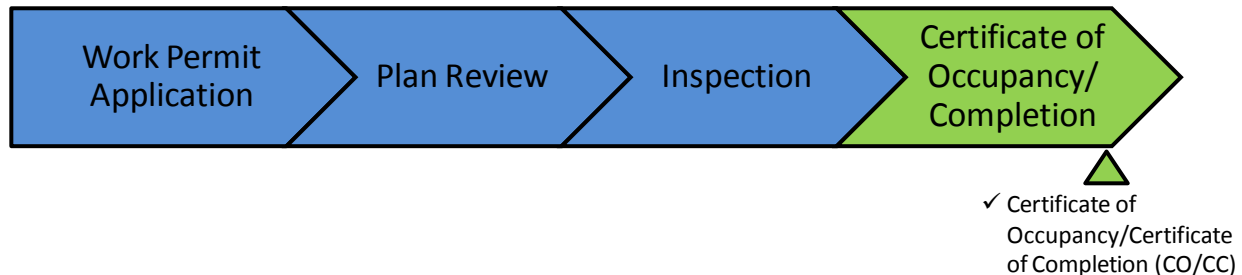 Work Permit
Application
Plan Review
Inspection
Certificate of
Occupancy/
Completion
✓ Certificate of
Occupancy/Certificate
of Completion (CO/CC)